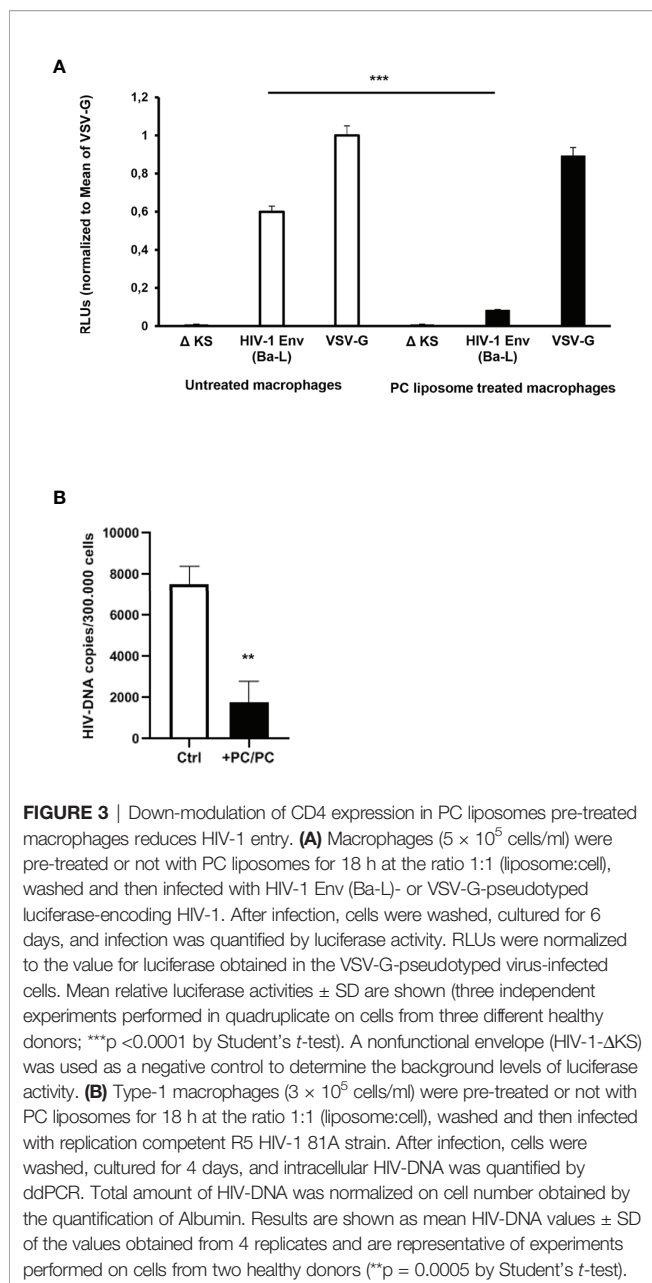 A
***
1,2
1
0,8
0,6
0,4
0,2
0
RLUs (normalized to Mean of VSV-G)
Δ KS HIV-1 Env (Ba-L) VSV-G Δ KS HIV-1 Env (Ba-L) VSV-G
Untreated macrophages PC liposome treated macrophages
B
10000
8000
6000
4000
2000
0
HIV-DNA copies/300.000 cells
**
Ctrl +PC/PC
FIGURE 3 | Down-modulation of CD4 expression in PC liposomes pre-treated
macrophages reduces HIV-1 entry. (A) Macrophages (5 × 10⁵ cells/ml) were
pre-treated or not with PC liposomes for 18 h at the ratio 1:1 (liposome:cell),
washed and then infected with HIV-1 Env (Ba-L)- or VSV-G-pseudotyped
luciferase-encoding HIV-1. After infection, cells were washed, cultured for 6
days, and infection was quantified by luciferase activity. RLUs were normalized
to the value for luciferase obtained in the VSV-G-pseudotyped virus-infected
cells. Mean relative luciferase activities ± SD are shown (three independent
experiments performed in quadruplicate on cells from three different healthy
donors; ***p <0.0001 by Student's t-test). A nonfunctional envelope (HIV-1-ΔKS)
was used as a negative control to determine the background levels of luciferase
activity. (B) Type-1 macrophages (3 × 10⁵ cells/ml) were pre-treated or not with
PC liposomes for 18 h at the ratio 1:1 (liposome:cell), washed and then infected
with replication competent R5 HIV-1 81A strain. After infection, cells were
washed, cultured for 4 days, and intracellular HIV-DNA was quantified by
ddPCR. Total amount of HIV-DNA was normalized on cell number obtained by
the quantification of Albumin. Results are shown as mean HIV-DNA values ± SD
of the values obtained from 4 replicates and are representative of experiments
performed on cells from two healthy donors (**p = 0.0005 by Student's t-test).